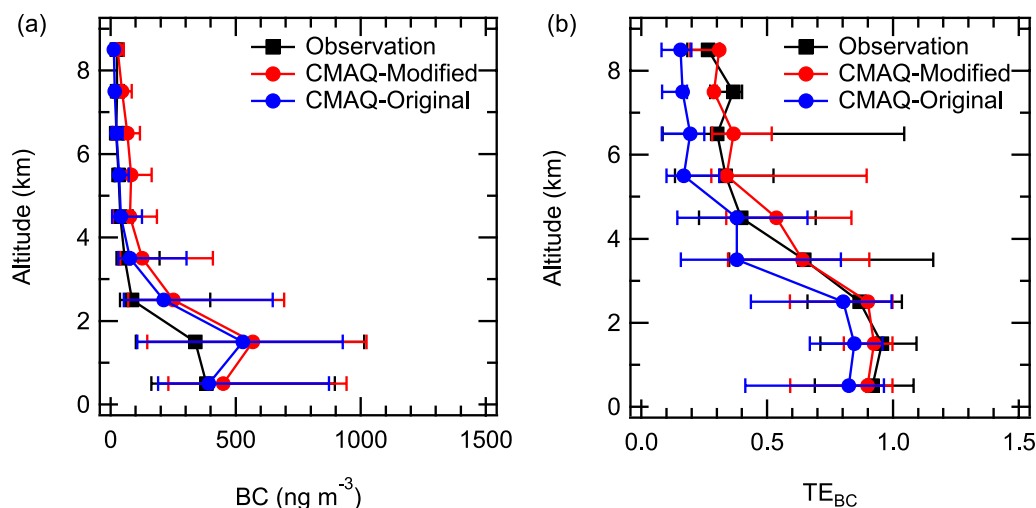 (a)
Observation
CMAQ-Modified
CMAQ-Original
8
6
4
2
0
Altitude (km)
0 500 1000 1500
BC (ng m⁻³)
(b)
Observation
CMAQ-Modified
CMAQ-Original
8
6
4
2
0
Altitude (km)
0.0 0.5 1.0 1.5
TE_BC